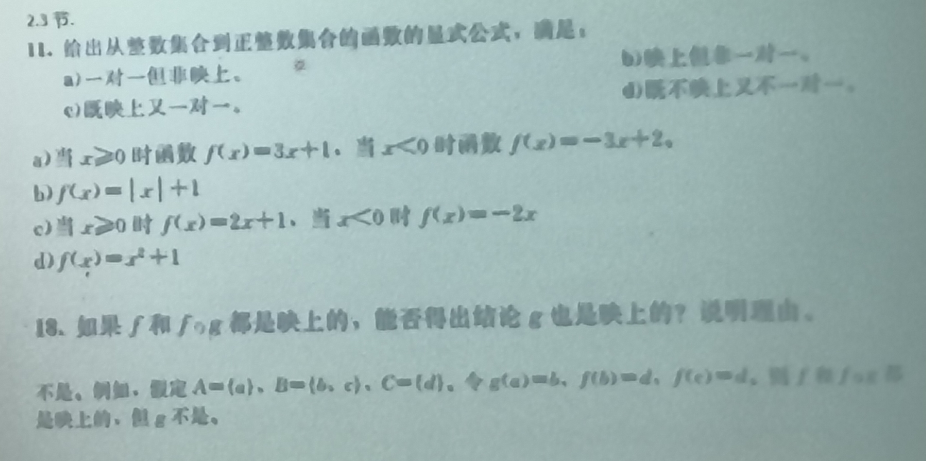 2.3 节.
11. 给出从整数集合到正整数集合的函数的显式公式，满足：
a)一对一但非映上。 b)映上但非一对一。
c)既映上又一对一。 d)既不映上又不一对一。
a)当 x⩾0 时函数 f(x)=3x+1，当 x<0 时函数 f(x)=-3x+2。
b)f(x)=|x|+1
c)当 x⩾0 时 f(x)=2x+1，当 x<0 时 f(x)=-2x
d)f(x)=x²+1
18. 如果 f 和 f∘g 都是映上的，能否得出结论 g 也是映上的？说明理由。
不是。例如，假定 A={a}，B={b，c}，C={d}。令 g(a)=b，f(b)=d，f(c)=d。则 f 和 f∘g 都
是映上的，但 g 不是。